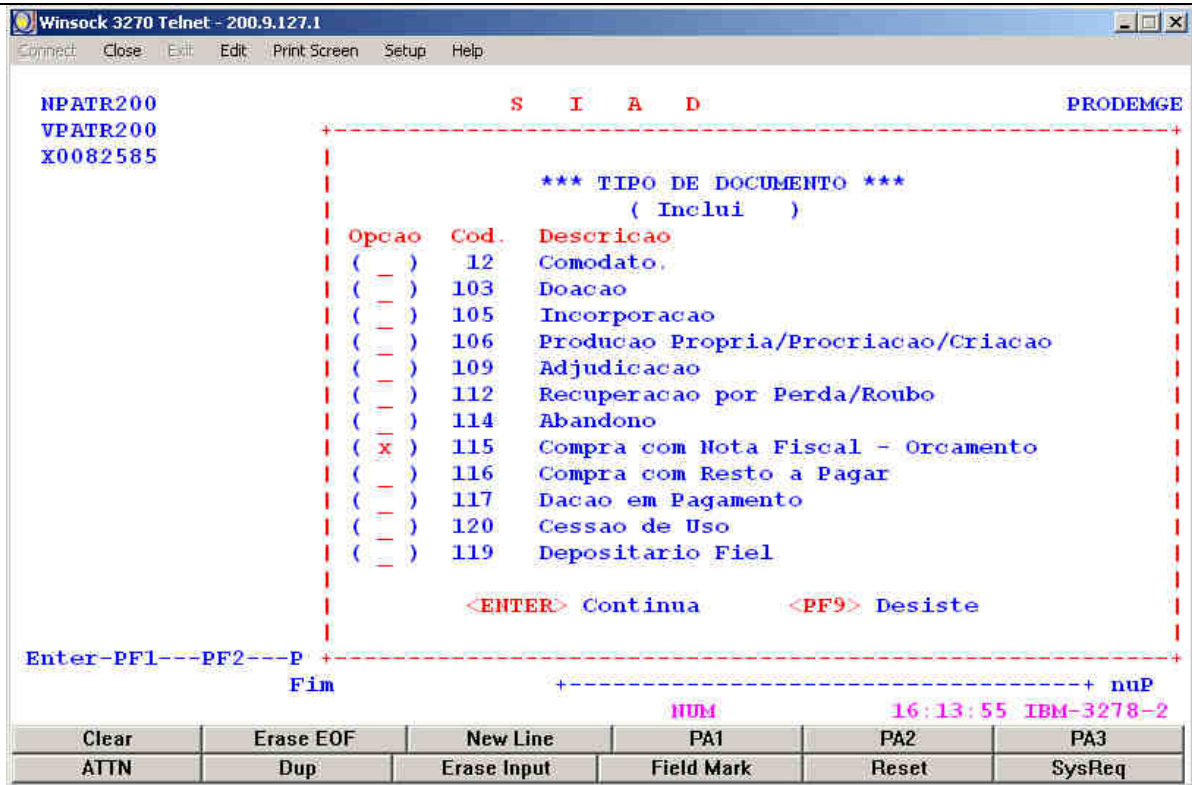 Winsock 3270 Telnet - 200.9.127.1
Connect Close Exit Edit Print Screen Setup Help
NPATR200 S I A D PRODEMGE
VPATR200 +----------------------------------------------------------+
X0082585
*** TIPO DE DOCUMENTO ***
( Inclui )
Opcao Cod. Descricao
( _ ) 12 Comodato.
( _ ) 103 Doacao
( _ ) 105 Incorporacao
( _ ) 106 Producao Propria/Procriacao/Criacao
( _ ) 109 Adjudicacao
( _ ) 112 Recuperacao por Perda/Roubo
( _ ) 114 Abandono
( x ) 115 Compra com Nota Fiscal - Orcamento
( _ ) 116 Compra com Resto a Pagar
( _ ) 117 Dacao em Pagamento
( _ ) 120 Cessao de Uso
( _ ) 119 Depositario Fiel
<ENTER> Continua <PF9> Desiste
Enter-PF1---PF2---P +----------------------------------------------------------+
Fim +-----------------------------------+ nuP
NUM 16:13:55 IBM-3278-2
Clear Erase EOF New Line PA1 PA2 PA3
ATTN Dup Erase Input Field Mark Reset SysReq